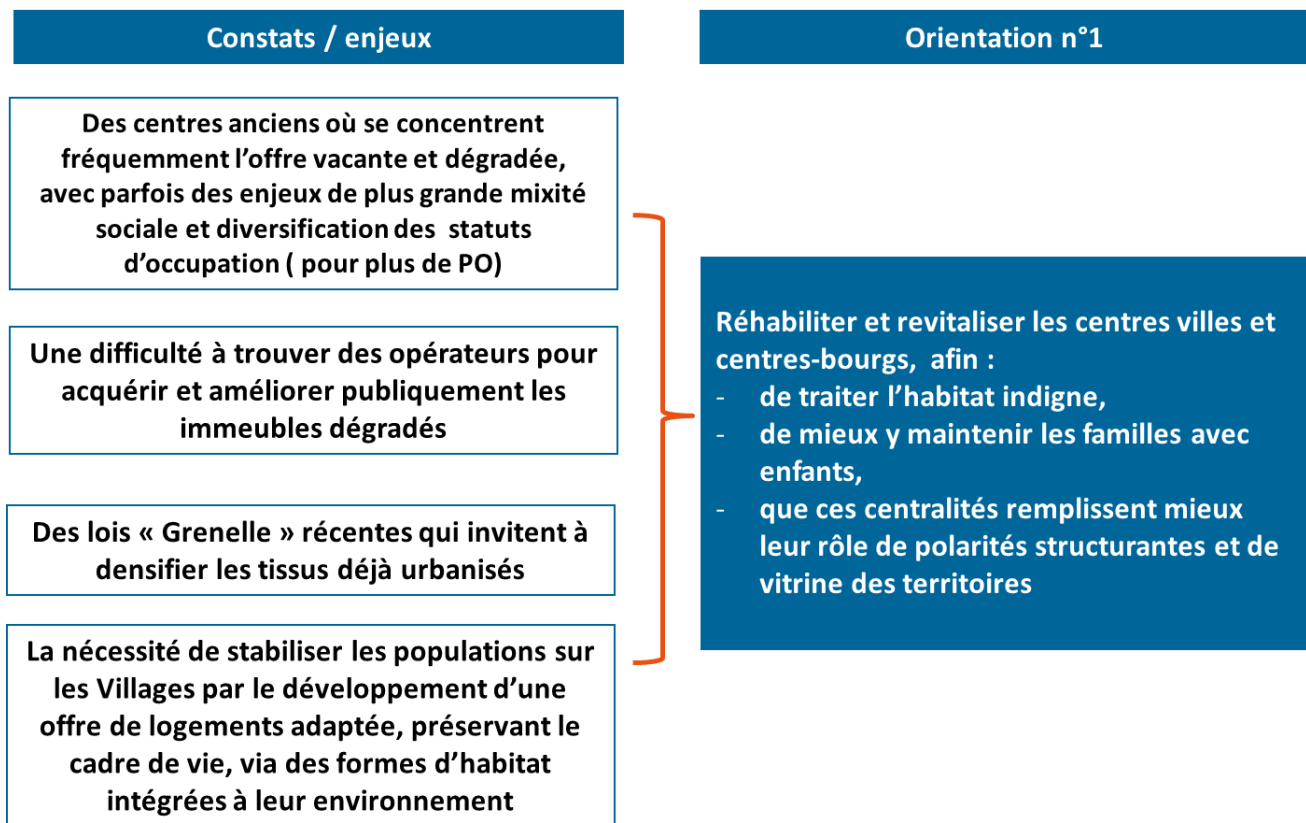 Constats / enjeux
Des centres anciens où se concentrent
fréquemment l'offre vacante et dégradée,
avec parfois des enjeux de plus grande mixité
sociale et diversification des statuts
d'occupation ( pour plus de PO)
Une difficulté à trouver des opérateurs pour
acquérir et améliorer publiquement les
immeubles dégradés
Des lois « Grenelle » récentes qui invitent à
densifier les tissus déjà urbanisés
La nécessité de stabiliser les populations sur
les Villages par le développement d'une
offre de logements adaptée, préservant le
cadre de vie, via des formes d'habitat
intégrées à leur environnement
Orientation n°1
Réhabiliter et revitaliser les centres villes et
centres-bourgs, afin :
- de traiter l'habitat indigne,
- de mieux y maintenir les familles avec
enfants,
- que ces centralités remplissent mieux
leur rôle de polarités structurantes et de
vitrine des territoires